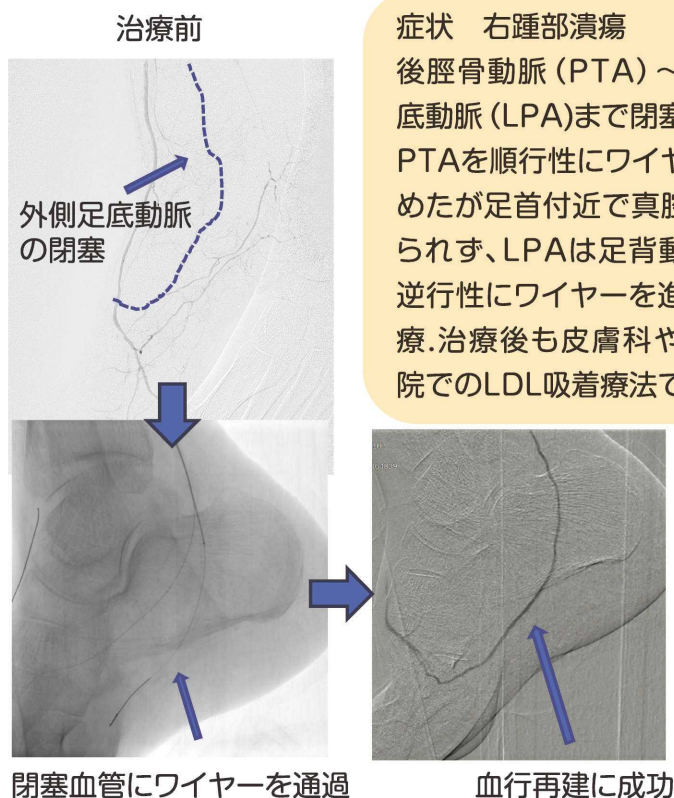 治療前
外側足底動脈
の閉塞
症状 右踵部潰瘍
後脛骨動脈(PTA)～
底動脈(LPA)まで閉塞
PTAを順行性にワイヤ
めたが足首付近で真腔
られず、LPAは足背動
逆行性にワイヤーを進
療.治療後も皮膚科や
院でのLDL吸着療法で
閉塞血管にワイヤーを通過
血行再建に成功